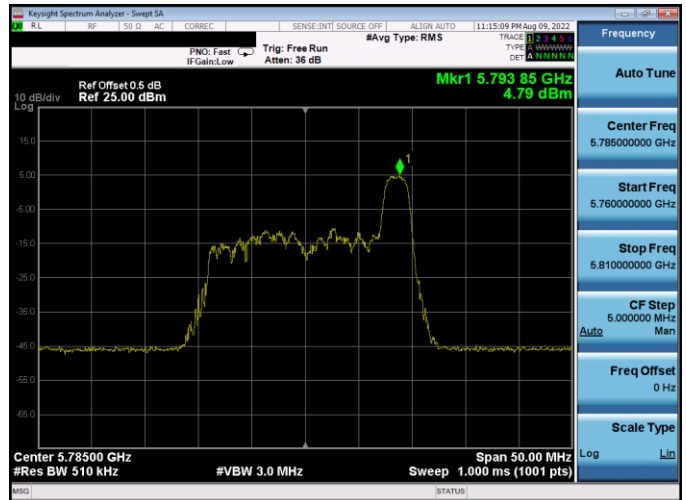 Keysight Spectrum Analyzer - Swept SA
RL RF 50 Ω AC CORREC SENSE:INT SOURCE OFF ALIGN AUTO 11:15:09 PM Aug 09, 2022
#Avg Type: RMS
TRACE 1 2 3 4 5 6
TYPE A WWWWW
DET A N N N N N
PNO: Fast Trig: Free Run
IFGain:Low Atten: 36 dB
Mkr1 5.793 85 GHz
4.79 dBm
Ref Offset 0.5 dB
10 dB/div Ref 25.00 dBm
Log
15.0
5.00
-5.00
-15.0
-25.0
-35.0
-45.0
-55.0
-65.0
1
Center 5.78500 GHz Span 50.00 MHz
#Res BW 510 kHz #VBW 3.0 MHz Sweep 1.000 ms (1001 pts)
MSG STATUS
Frequency
Auto Tune
Center Freq
5.785000000 GHz
Start Freq
5.760000000 GHz
Stop Freq
5.810000000 GHz
CF Step
5.000000 MHz
Auto Man
Freq Offset
0 Hz
Scale Type
Log Lin